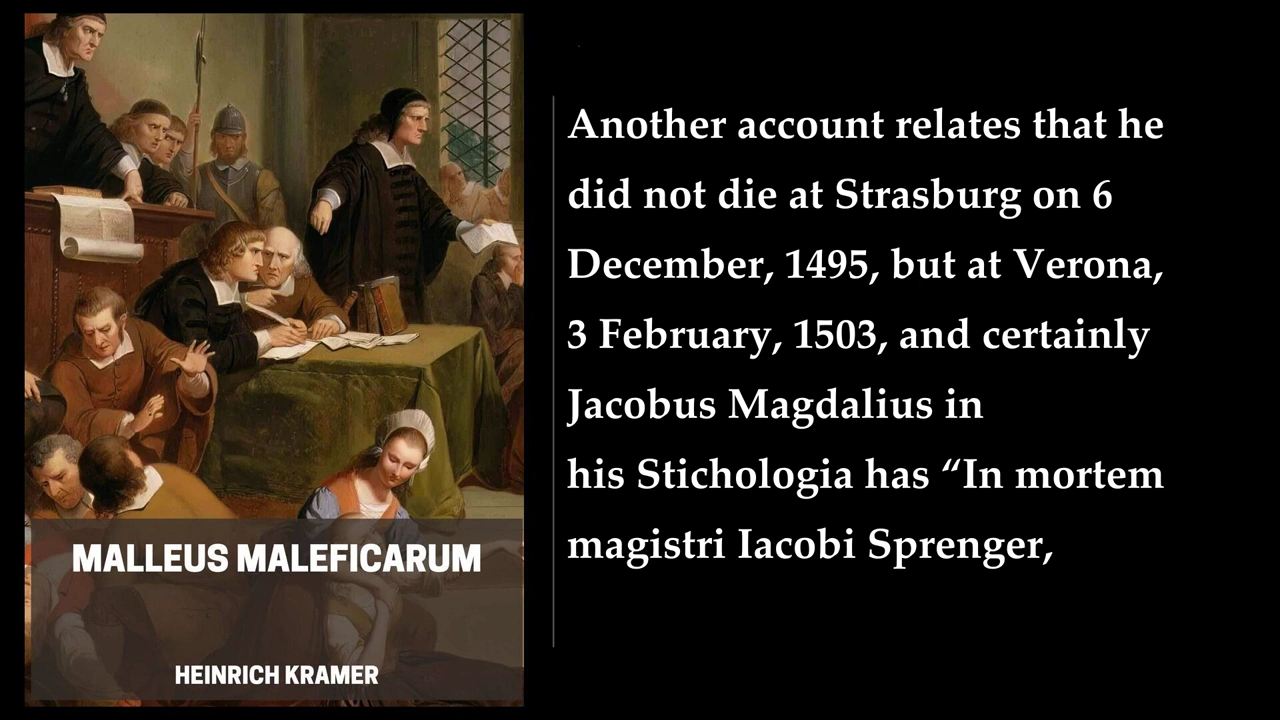 MALLEUS MALEFICARUM
HEINRICH KRAMER
Another account relates that he
did not die at Strasburg on 6
December, 1495, but at Verona,
3 February, 1503, and certainly
Jacobus Magdalius in
his Stichologia has “In mortem
magistri Iacobi Sprenger,